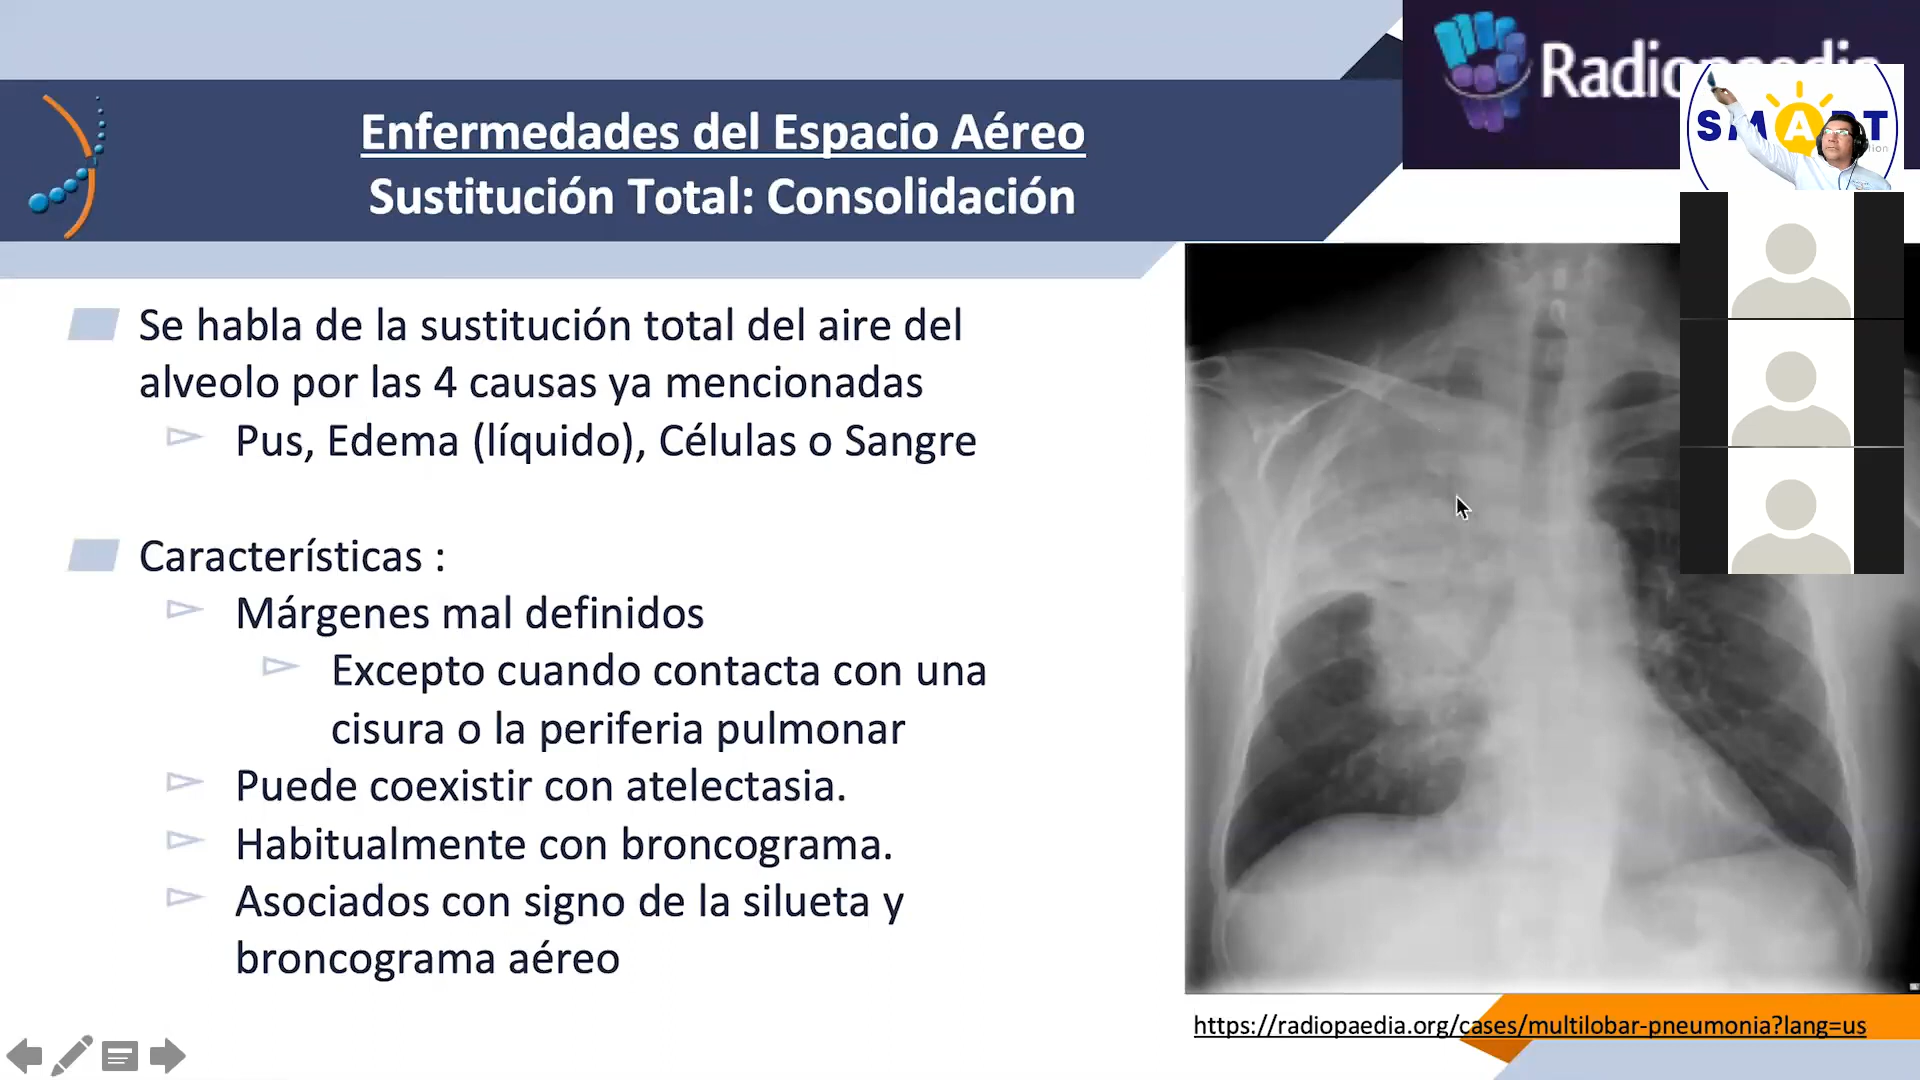 Radiopaedia
SMART
Enfermedades del Espacio Aéreo
Sustitución Total: Consolidación
Se habla de la sustitución total del aire del
alveolo por las 4 causas ya mencionadas
Pus, Edema (líquido), Células o Sangre
Características :
Márgenes mal definidos
Excepto cuando contacta con una
cisura o la periferia pulmonar
Puede coexistir con atelectasia.
Habitualmente con broncograma.
Asociados con signo de la silueta y
broncograma aéreo
https://radiopaedia.org/cases/multilobar-pneumonia?lang=us